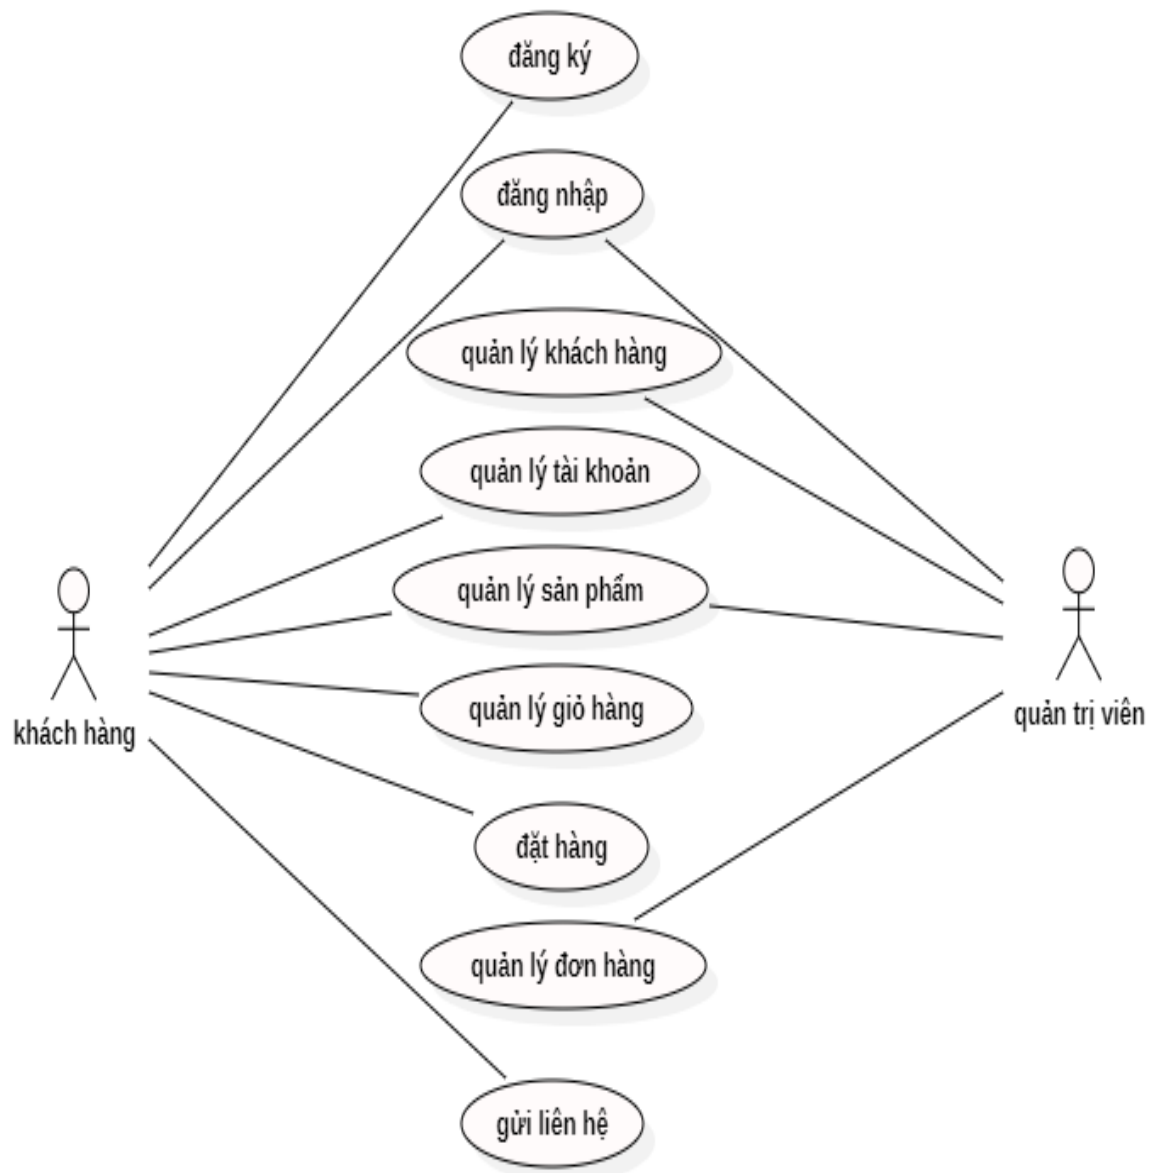 đăng ký
đăng nhập
quản lý khách hàng
quản lý tài khoản
quản lý sản phẩm
quản lý giỏ hàng
khách hàng
quản trị viên
đặt hàng
quản lý đơn hàng
gửi liên hệ